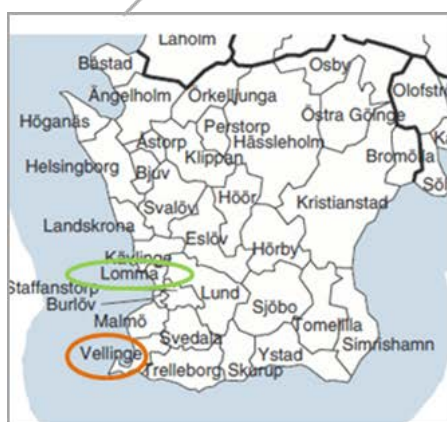 Laholm
Båstad
Osby
Ängelholm
Örkelljunga
Olofströ
Höganäs
Perstorp
Östra Göinge
Åstorp
Hässleholm
Klippan
Bromölla
Helsingborg
Bjuv
Höör
Kristianstad
Svalöv
Landskrona
Eslöv
Hörby
Kävlinge
Lomma
Staffanstorp
Lund
Burlöv
Sjöbo
Malmö
Tomelilla
Svedala
Simrishamn
Vellinge
Ystad
Trelleborg
Skurup